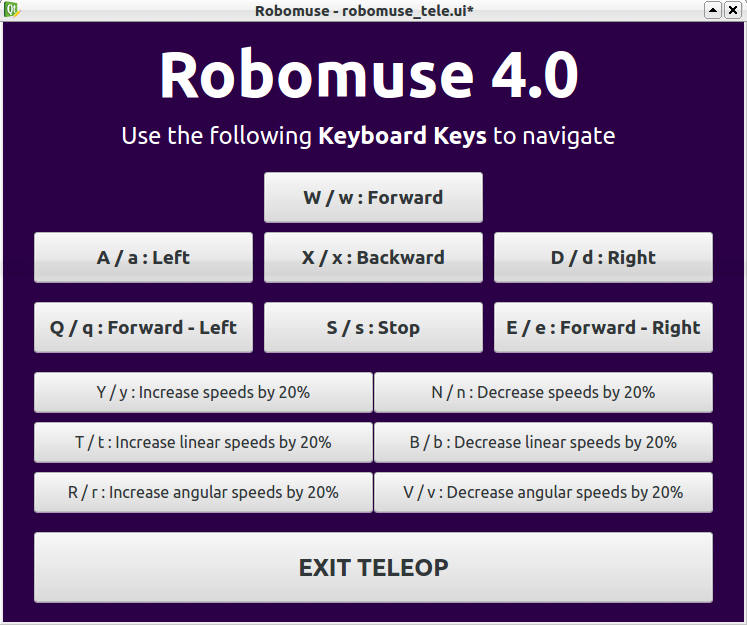 Robomuse - robomuse_tele.ui*
Robomuse 4.0
Use the following Keyboard Keys to navigate
W / w : Forward
A / a : Left
X / x : Backward
D / d : Right
Q / q : Forward - Left
S / s : Stop
E / e : Forward - Right
Y / y : Increase speeds by 20%
N / n : Decrease speeds by 20%
T / t : Increase linear speeds by 20%
B / b : Decrease linear speeds by 20%
R / r : Increase angular speeds by 20%
V / v : Decrease angular speeds by 20%
EXIT TELEOP